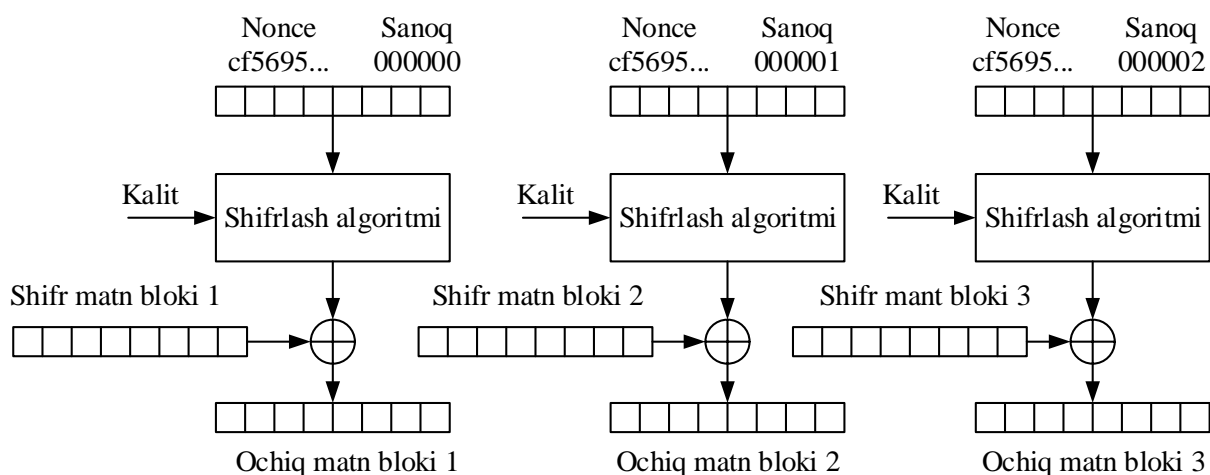 Nonce Sanoq Nonce Sanoq Nonce Sanoq
cf5695... 000000 cf5695... 000001 cf5695... 000002
Kalit Kalit Kalit
Shifrlash algoritmi Shifrlash algoritmi Shifrlash algoritmi
Shifr matn bloki 1 Shifr matn bloki 2 Shifr mant bloki 3
Ochiq matn bloki 1 Ochiq matn bloki 2 Ochiq matn bloki 3